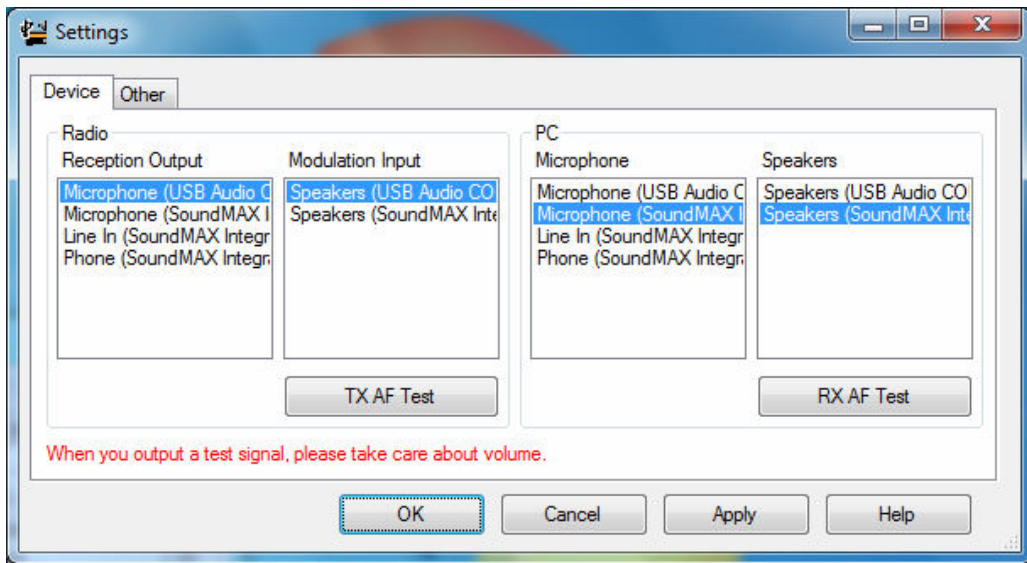 Settings
Device Other
Radio
Reception Output
Microphone (USB Audio C
Microphone (SoundMAX I
Line In (SoundMAX Integr
Phone (SoundMAX Integr
Modulation Input
Speakers (USB Audio CO
Speakers (SoundMAX Inte
TX AF Test
PC
Microphone
Microphone (USB Audio C
Microphone (SoundMAX I
Line In (SoundMAX Integr
Phone (SoundMAX Integr
Speakers
Speakers (USB Audio CO
Speakers (SoundMAX Inte
RX AF Test
When you output a test signal, please take care about volume.
OK Cancel Apply Help